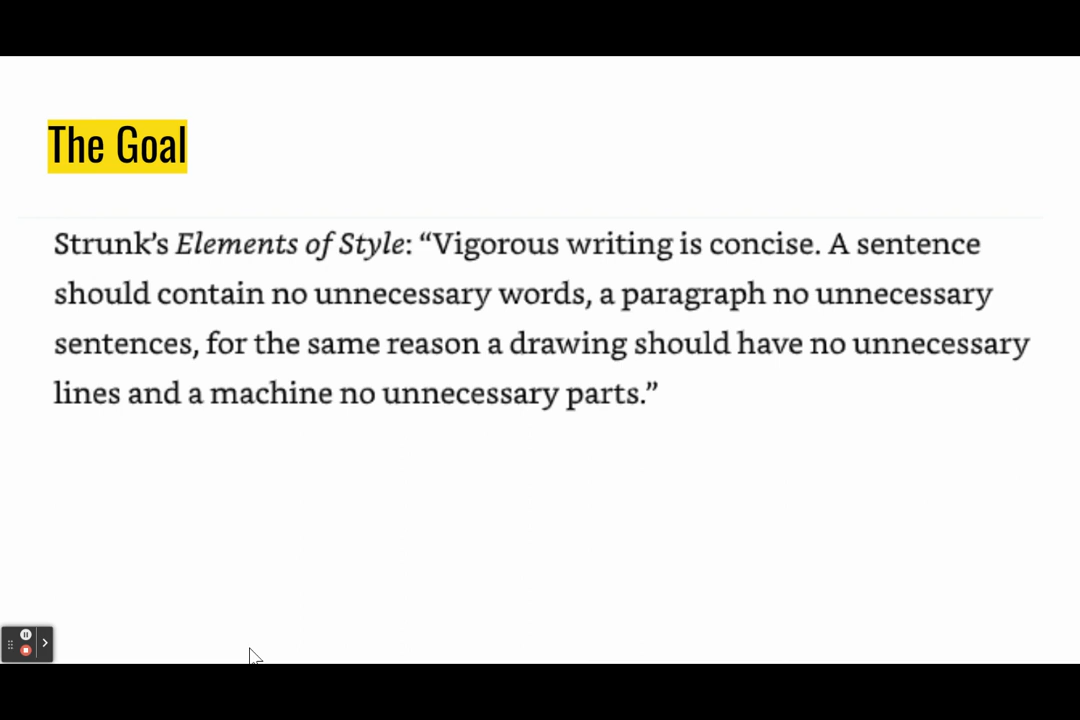 The Goal
Strunk’s Elements of Style: “Vigorous writing is concise. A sentence
should contain no unnecessary words, a paragraph no unnecessary
sentences, for the same reason a drawing should have no unnecessary
lines and a machine no unnecessary parts.”